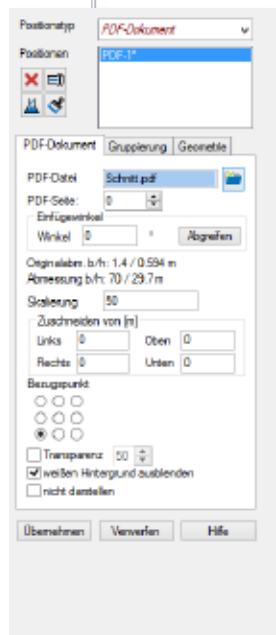 Positionstyp PDF-Dokument
Positionen PDF-1*
PDF-Dokument Gruppierung Geometrie
PDF-Datei Schnitt.pdf
PDF-Seite: 0
Einfügewinkel
Winkel 0 ° Abgreifen
Originalabm. b/h: 1.4 / 0.594 m
Abmessung b/h: 70 / 29.7 m
Skalierung 50
Zuschneiden von [m]
Links 0 Oben 0
Rechts 0 Unten 0
Bezugspunkt
Transparenz 50
weißen Hintergrund ausblenden
nicht darstellen
Übernehmen Verwerfen Hilfe